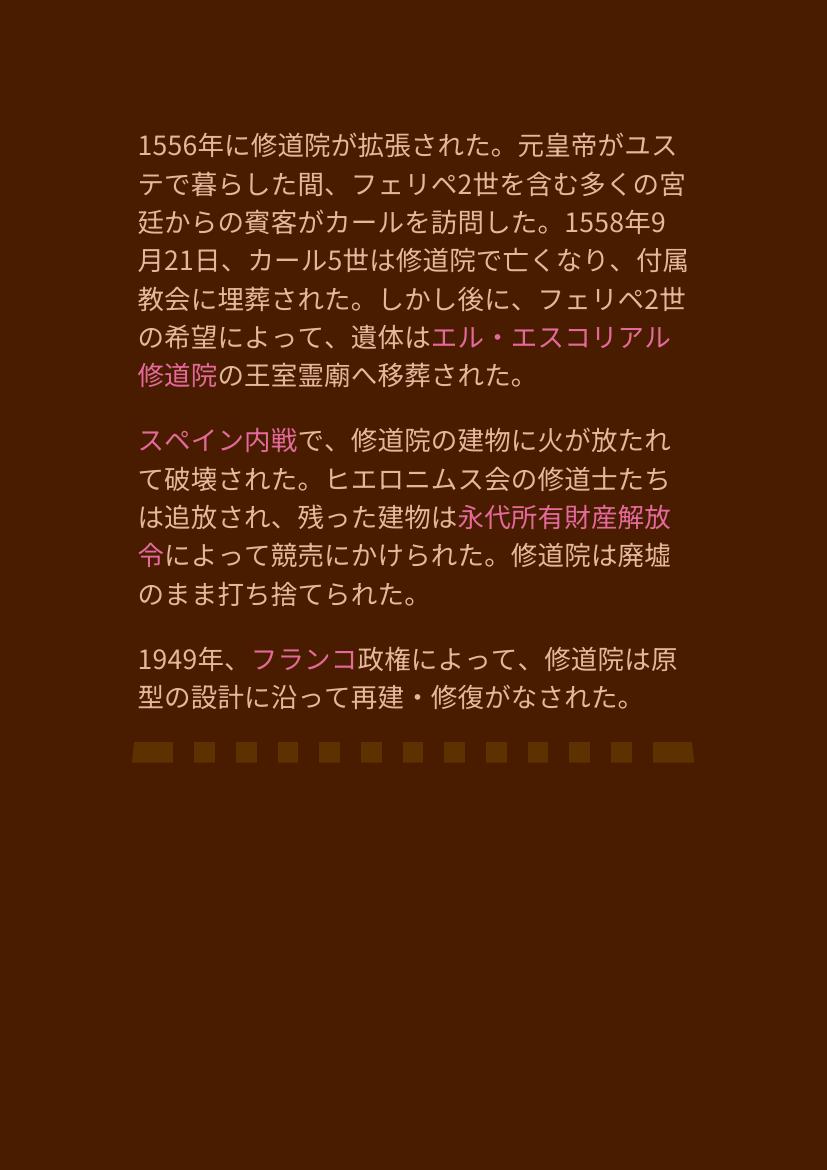 1556年に修道院が拡張された。元皇帝がユス
テで暮らした間、フェリペ2世を含む多くの宮
廷からの賓客がカールを訪問した。1558年9
月21日、カール5世は修道院で亡くなり、付属
教会に埋葬された。しかし後に、フェリペ2世
の希望によって、遺体はエル・エスコリアル
修道院の王室霊廟へ移葬された。
スペイン内戦で、修道院の建物に火が放たれ
て破壊された。ヒエロニムス会の修道士たち
は追放され、残った建物は永代所有財産解放
令によって競売にかけられた。修道院は廃墟
のまま打ち捨てられた。
1949年、フランコ政権によって、修道院は原
型の設計に沿って再建・修復がなされた。